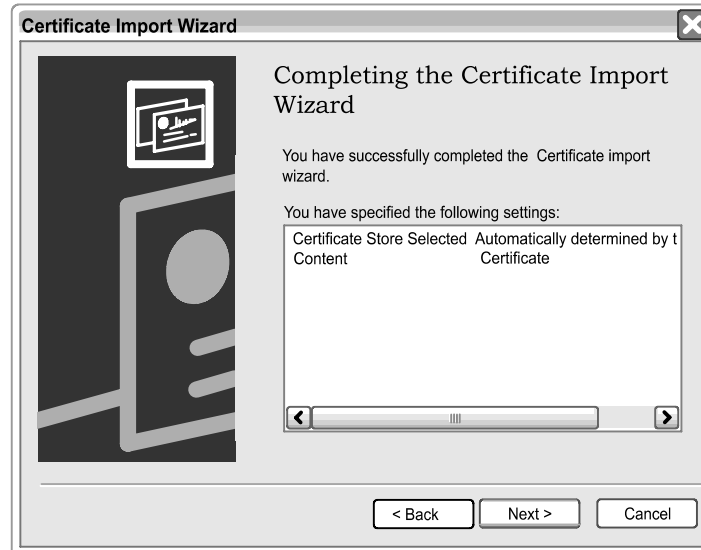 Certificate Import Wizard
Completing the Certificate Import
Wizard
You have successfully completed the Certificate import
wizard.
You have specified the following settings:
Certificate Store Selected Automatically determined by t
Content Certificate
< Back Next > Cancel